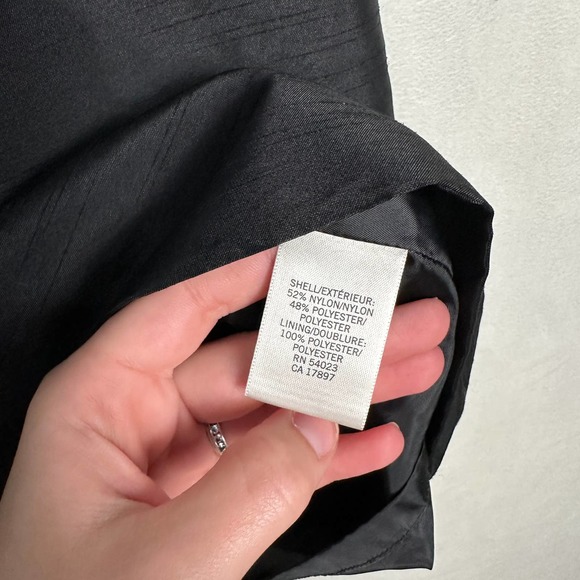 SHELL/EXTÉRIEUR:
52% NYLON/NYLON
48% POLYESTER/
POLYESTER
LINING/DOUBLURE:
100% POLYESTER/
POLYESTER
RN 54023
CA 17897